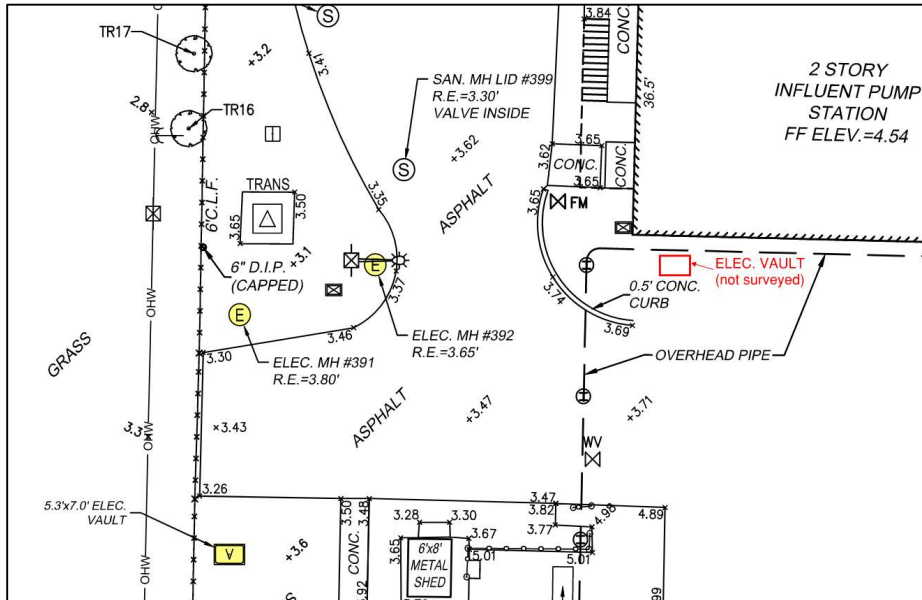 3.84
CONC.
36.5'
2 STORY
INFLUENT PUMP
STATION
FF ELEV.=4.54
S
TR17
+3.2
3.41
2.8
OHW
TR16
SAN. MH LID #399
R.E.=3.30'
VALVE INSIDE
S
+3.62
3.62
3.65
CONC.
CONC.
3.65
3.65
FM
TRANS
3.50
3.65
6' C.L.F.
3.35
ASPHALT
OHW
+3.1
6" D.I.P.
(CAPPED)
E
3.37
ELEC. VAULT
(not surveyed)
0.5' CONC.
CURB
3.74
3.69
E
3.46
ELEC. MH #392
R.E.=3.65'
3.30
ELEC. MH #391
R.E.=3.80'
GRASS
OVERHEAD PIPE
ASPHALT
+3.47
+3.71
×3.43
3.3
OHW
WV
3.26
5.3'x7.0' ELEC.
VAULT
V
+3.6
3.50
3.48
CONC.
3.28
3.30
3.67
3.65
6'x8'
METAL
SHED
5.01
3.47
3.82
3.77
4.98
4.89
5.01
OHW